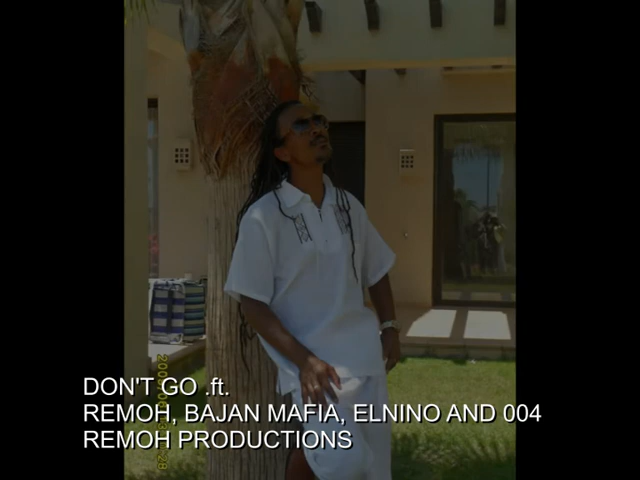 DON'T GO .ft.
REMOH, BAJAN MAFIA, ELNINO AND 004
REMOH PRODUCTIONS